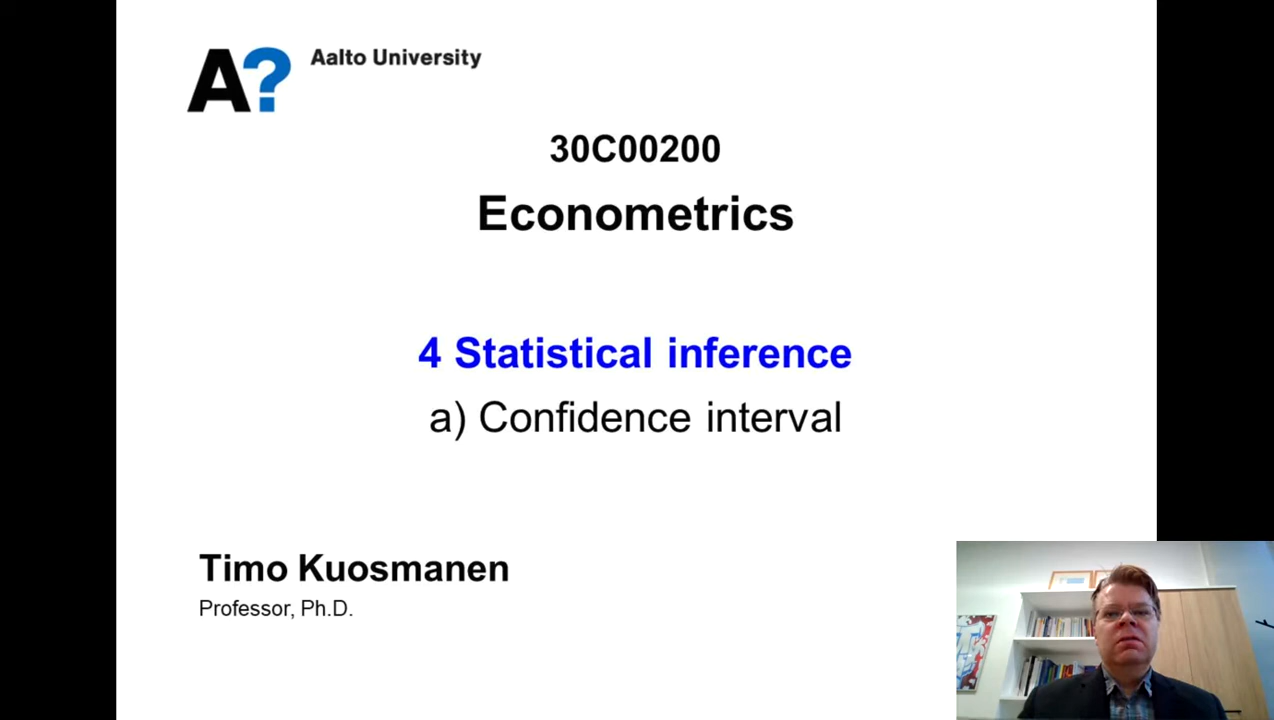 A?
Aalto University
30C00200
Econometrics
4 Statistical inference
a) Confidence interval
Timo Kuosmanen
Professor, Ph.D.